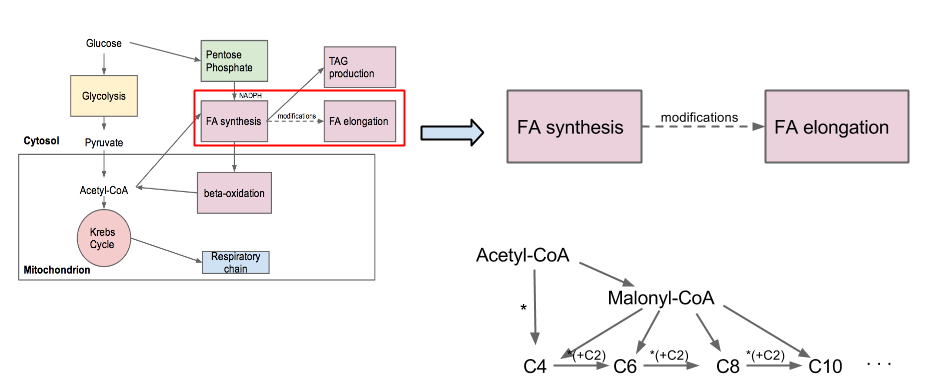 Glucose
Pentose
Phosphate
TAG
production
Glycolysis
NADPH
FA synthesis
modifications
FA elongation
Cytosol
Pyruvate
Acetyl-CoA
beta-oxidation
Krebs
Cycle
Respiratory
chain
Mitochondrion
FA synthesis
modifications
FA elongation
Acetyl-CoA
Malonyl-CoA
*
C4
*(+C2)
C6
*(+C2)
C8
*(+C2)
C10
. . .